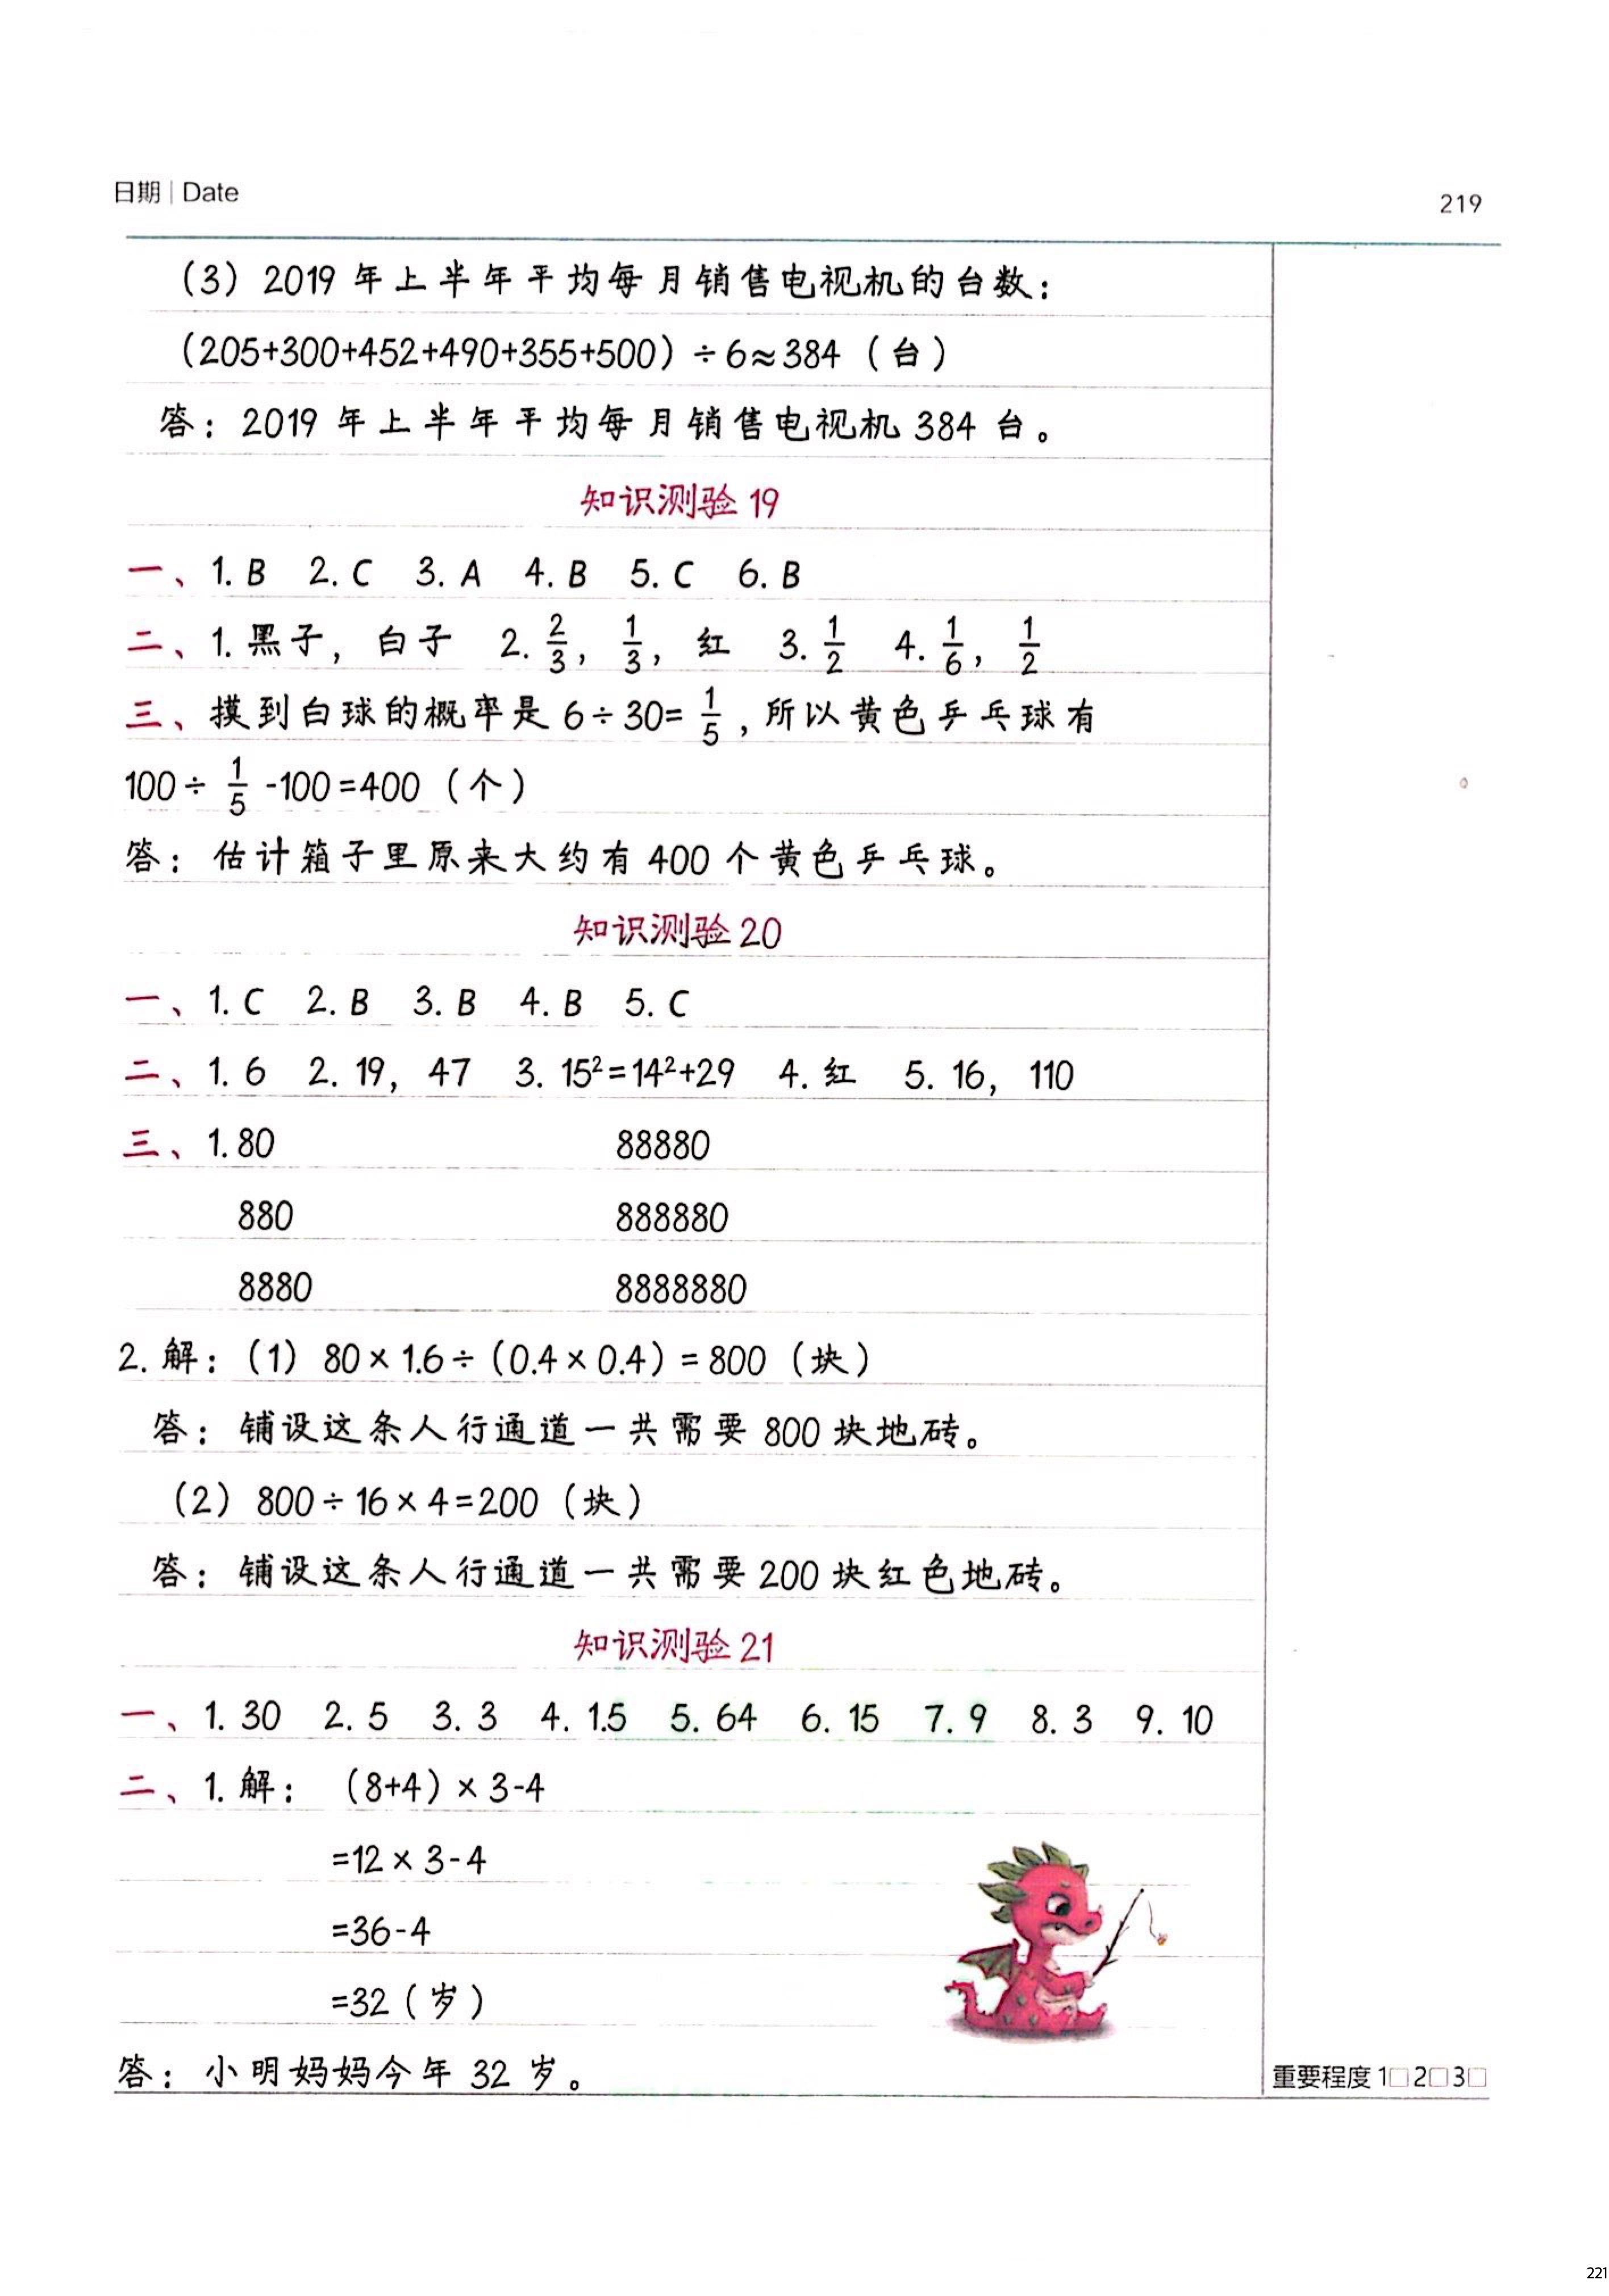 日期 | Date
219
(3) 2019 年上半年平均每月销售电视机的台数：
(205+300+452+490+355+500) ÷6≈384 (台)
答：2019 年上半年平均每月销售电视机 384 台。
知识测验 19
一、1. B 2. C 3. A 4. B 5. C 6. B
二、1. 黑子，白子 2. 2/3，1/3，红 3. 1/2 4. 1/6，1/2
三、摸到白球的概率是 6÷30=1/5，所以黄色乒乓球有
100÷1/5-100=400 (个)
答：估计箱子里原来大约有 400 个黄色乒乓球。
知识测验 20
一、1. C 2. B 3. B 4. B 5. C
二、1. 6 2. 19，47 3. 15²=14²+29 4. 红 5. 16，110
三、1. 80 88880
880 888880
8880 8888880
2. 解：(1) 80×1.6÷(0.4×0.4) =800 (块)
答：铺设这条人行通道一共需要 800 块地砖。
(2) 800÷16×4=200 (块)
答：铺设这条人行通道一共需要 200 块红色地砖。
知识测验 21
一、1. 30 2. 5 3. 3 4. 1.5 5. 64 6. 15 7. 9 8. 3 9. 10
二、1. 解：(8+4)×3-4
=12×3-4
=36-4
=32 (岁)
答：小明妈妈今年 32 岁。
重要程度 1□ 2□ 3□
221